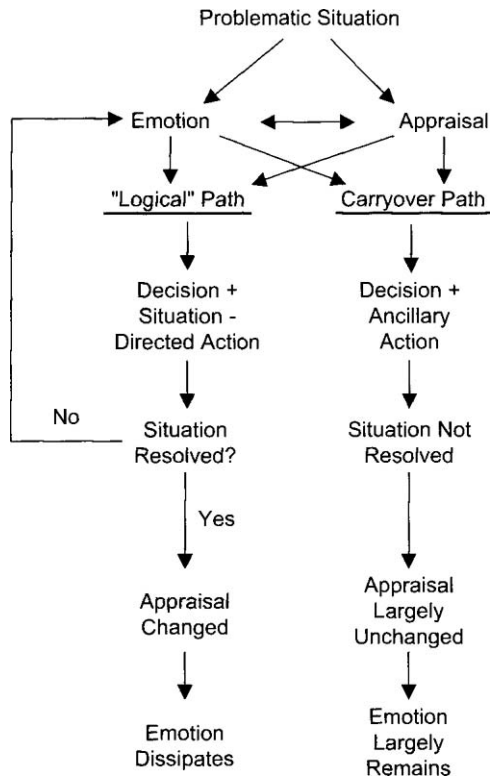 Problematic Situation
Emotion
Appraisal
"Logical" Path
Carryover Path
Decision +
Situation -
Directed Action
Decision +
Ancillary
Action
No
Situation
Resolved?
Situation Not
Resolved
Yes
Appraisal
Changed
Appraisal
Largely
Unchanged
Emotion
Dissipates
Emotion
Largely
Remains